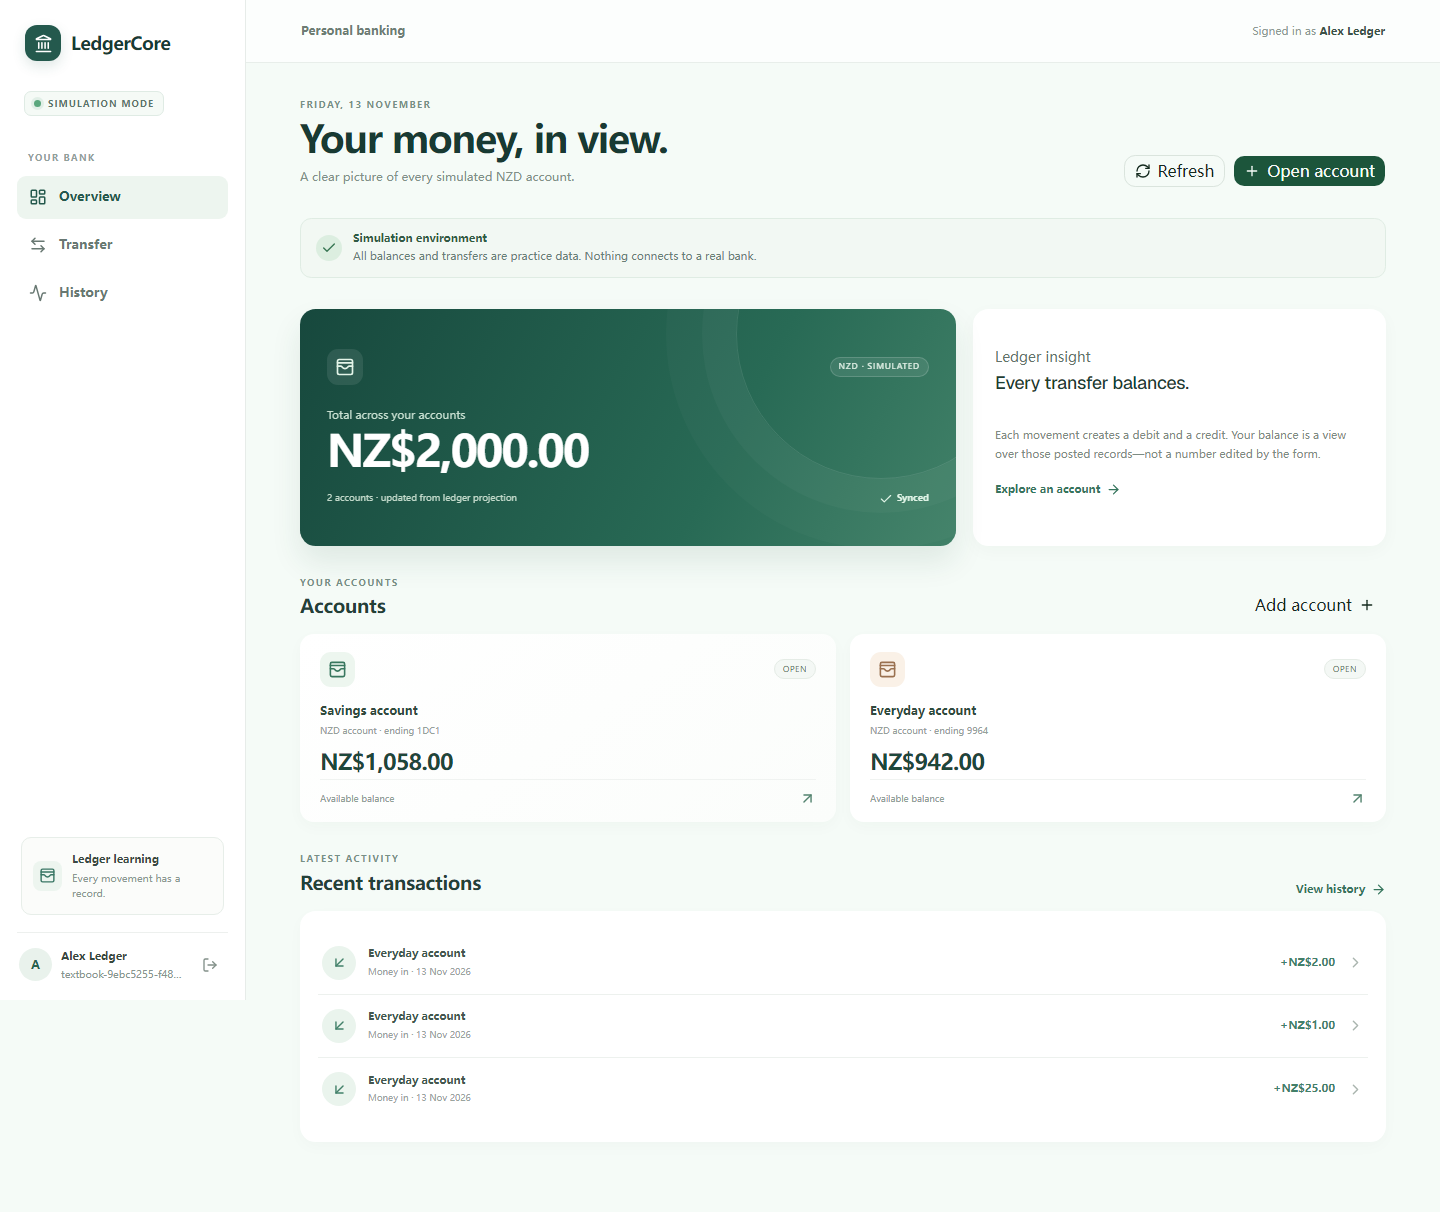 LedgerCore
SIMULATION MODE
YOUR BANK
Overview
Transfer
History
Ledger learning
Every movement has a
record.
A
Alex Ledger
textbook-9ebc5255-f48...
Personal banking
Signed in as Alex Ledger
FRIDAY, 13 NOVEMBER
Your money, in view.
A clear picture of every simulated NZD account.
Refresh
Open account
Simulation environment
All balances and transfers are practice data. Nothing connects to a real bank.
NZD · SIMULATED
Total across your accounts
NZ$2,000.00
2 accounts · updated from ledger projection
Synced
Ledger insight
Every transfer balances.
Each movement creates a debit and a credit. Your balance is a view
over those posted records—not a number edited by the form.
Explore an account
YOUR ACCOUNTS
Accounts
Add account
OPEN
Savings account
NZD account · ending 1DC1
NZ$1,058.00
Available balance
OPEN
Everyday account
NZD account · ending 9964
NZ$942.00
Available balance
LATEST ACTIVITY
Recent transactions
View history
Everyday account
Money in · 13 Nov 2026
+NZ$2.00
Everyday account
Money in · 13 Nov 2026
+NZ$1.00
Everyday account
Money in · 13 Nov 2026
+NZ$25.00